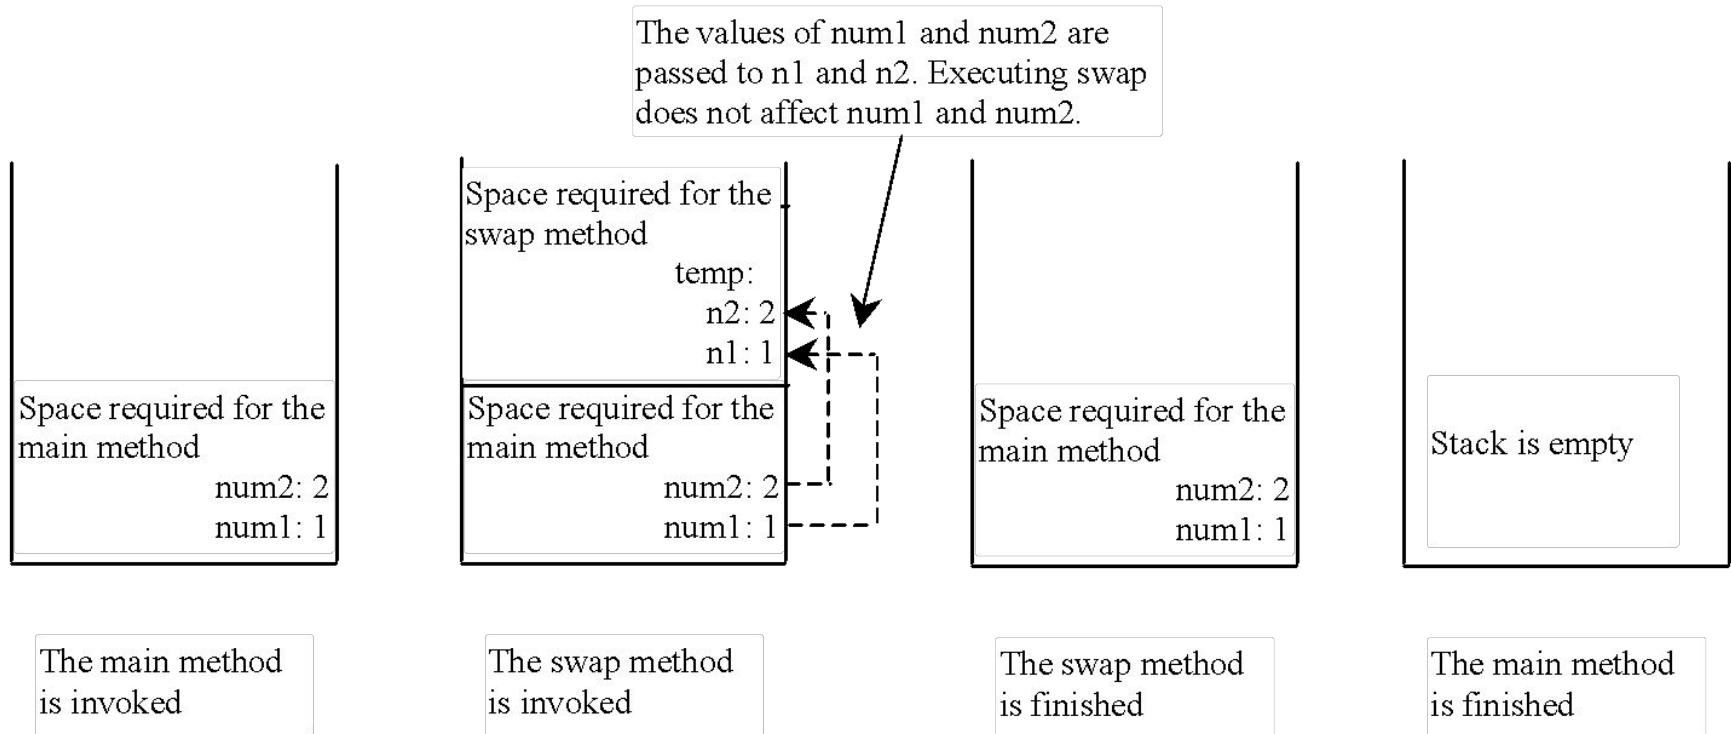 The values of num1 and num2 are
passed to n1 and n2. Executing swap
does not affect num1 and num2.
Space required for the
main method
num2: 2
num1: 1
The main method
is invoked
Space required for the
swap method
temp:
n2: 2
n1: 1
Space required for the
main method
num2: 2
num1: 1
The swap method
is invoked
Space required for the
main method
num2: 2
num1: 1
The swap method
is finished
Stack is empty
The main method
is finished